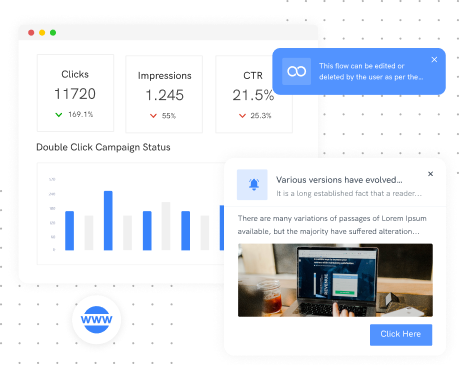 Clicks
11720
169.1%
Impressions
1.245
55%
CTR
21.5%
25.3%
This flow can be edited or
deleted by the user as per the...
Double Click Campaign Status
Various versions have evolved...
It is a long established fact that a reader....
There are many variations of passages of Lorem Ipsum
available, but the majority have suffered alteration...
REVENUE
Click Here
WWW